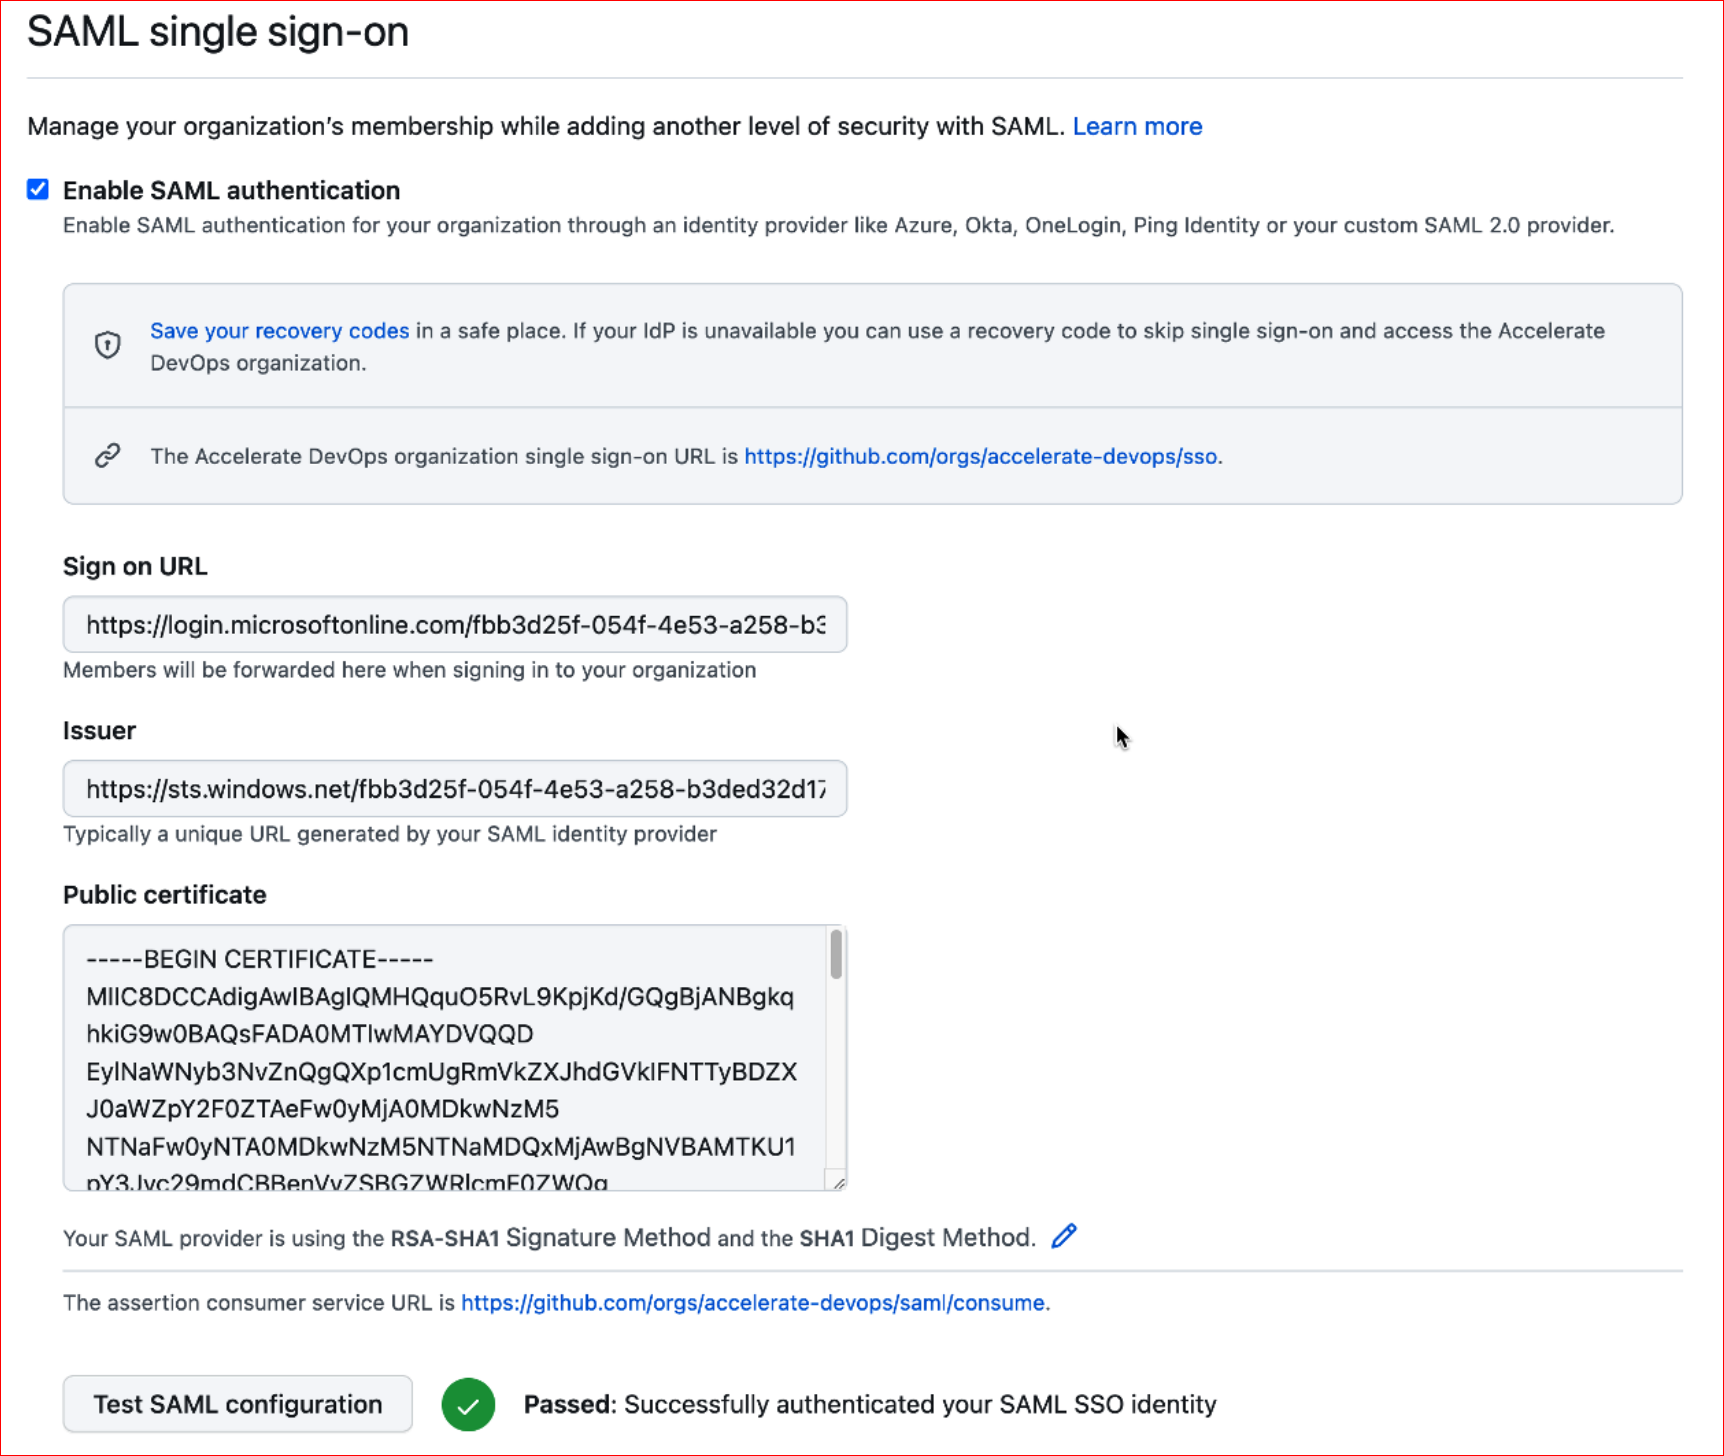 SAML single sign-on
Manage your organization's membership while adding another level of security with SAML. Learn more
Enable SAML authentication
Enable SAML authentication for your organization through an identity provider like Azure, Okta, OneLogin, Ping Identity or your custom SAML 2.0 provider.
Save your recovery codes in a safe place. If your IdP is unavailable you can use a recovery code to skip single sign-on and access the Accelerate
DevOps organization.
The Accelerate DevOps organization single sign-on URL is https://github.com/orgs/accelerate-devops/sso.
Sign on URL
https://login.microsoftonline.com/fbb3d25f-054f-4e53-a258-b3
Members will be forwarded here when signing in to your organization
Issuer
https://sts.windows.net/fbb3d25f-054f-4e53-a258-b3ded32d17
Typically a unique URL generated by your SAML identity provider
Public certificate
-----BEGIN CERTIFICATE-----
MIIC8DCCAdigAwIBAgIQMHQquO5RvL9KpjKd/GQgBjANBgkq
hkiG9w0BAQsFADA0MTIwMAYDVQQD
EylNaWNyb3NvZnQgQXp1cmUgRmVkZXJhdGVkIFNTTyBDZX
J0aWZpY2F0ZTAeFw0yMjA0MDkwNzM5
NTNaFw0yNTA0MDkwNzM5NTNaMDQxMjAwBgNVBAMTKU1
pY3Jvc29mdCBBenVyZSBGZWRlcmF0ZWQg
Your SAML provider is using the RSA-SHA1 Signature Method and the SHA1 Digest Method.
The assertion consumer service URL is https://github.com/orgs/accelerate-devops/saml/consume.
Test SAML configuration
Passed: Successfully authenticated your SAML SSO identity